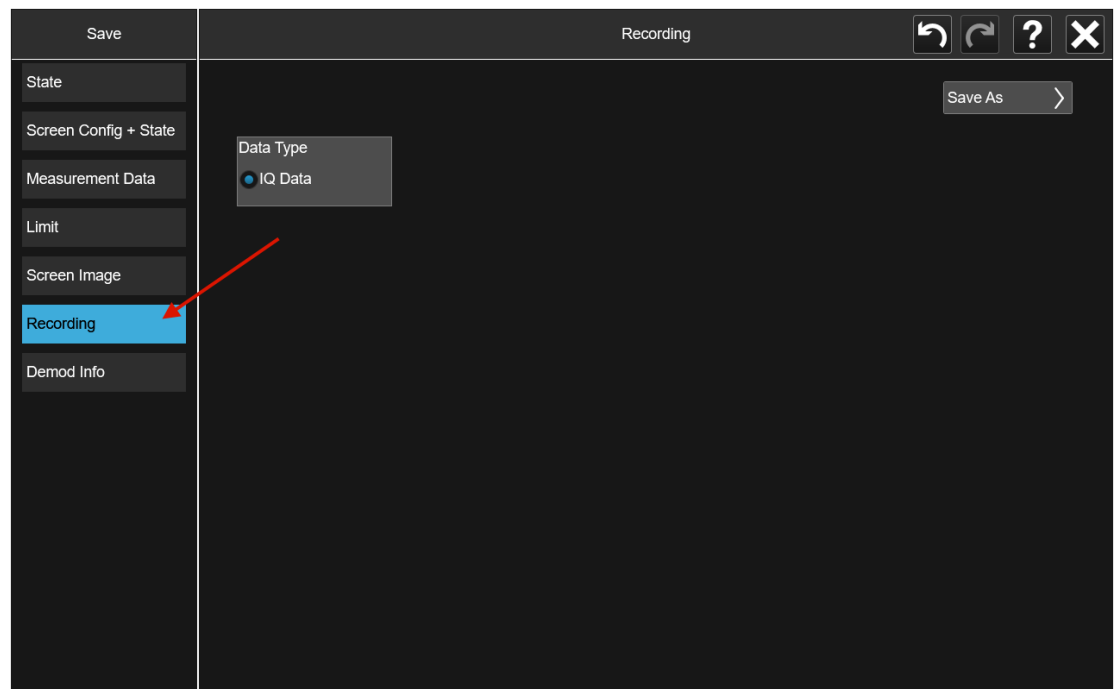 Save
Recording
State
Screen Config + State
Measurement Data
Limit
Screen Image
Recording
Demod Info
Save As
Data Type
IQ Data